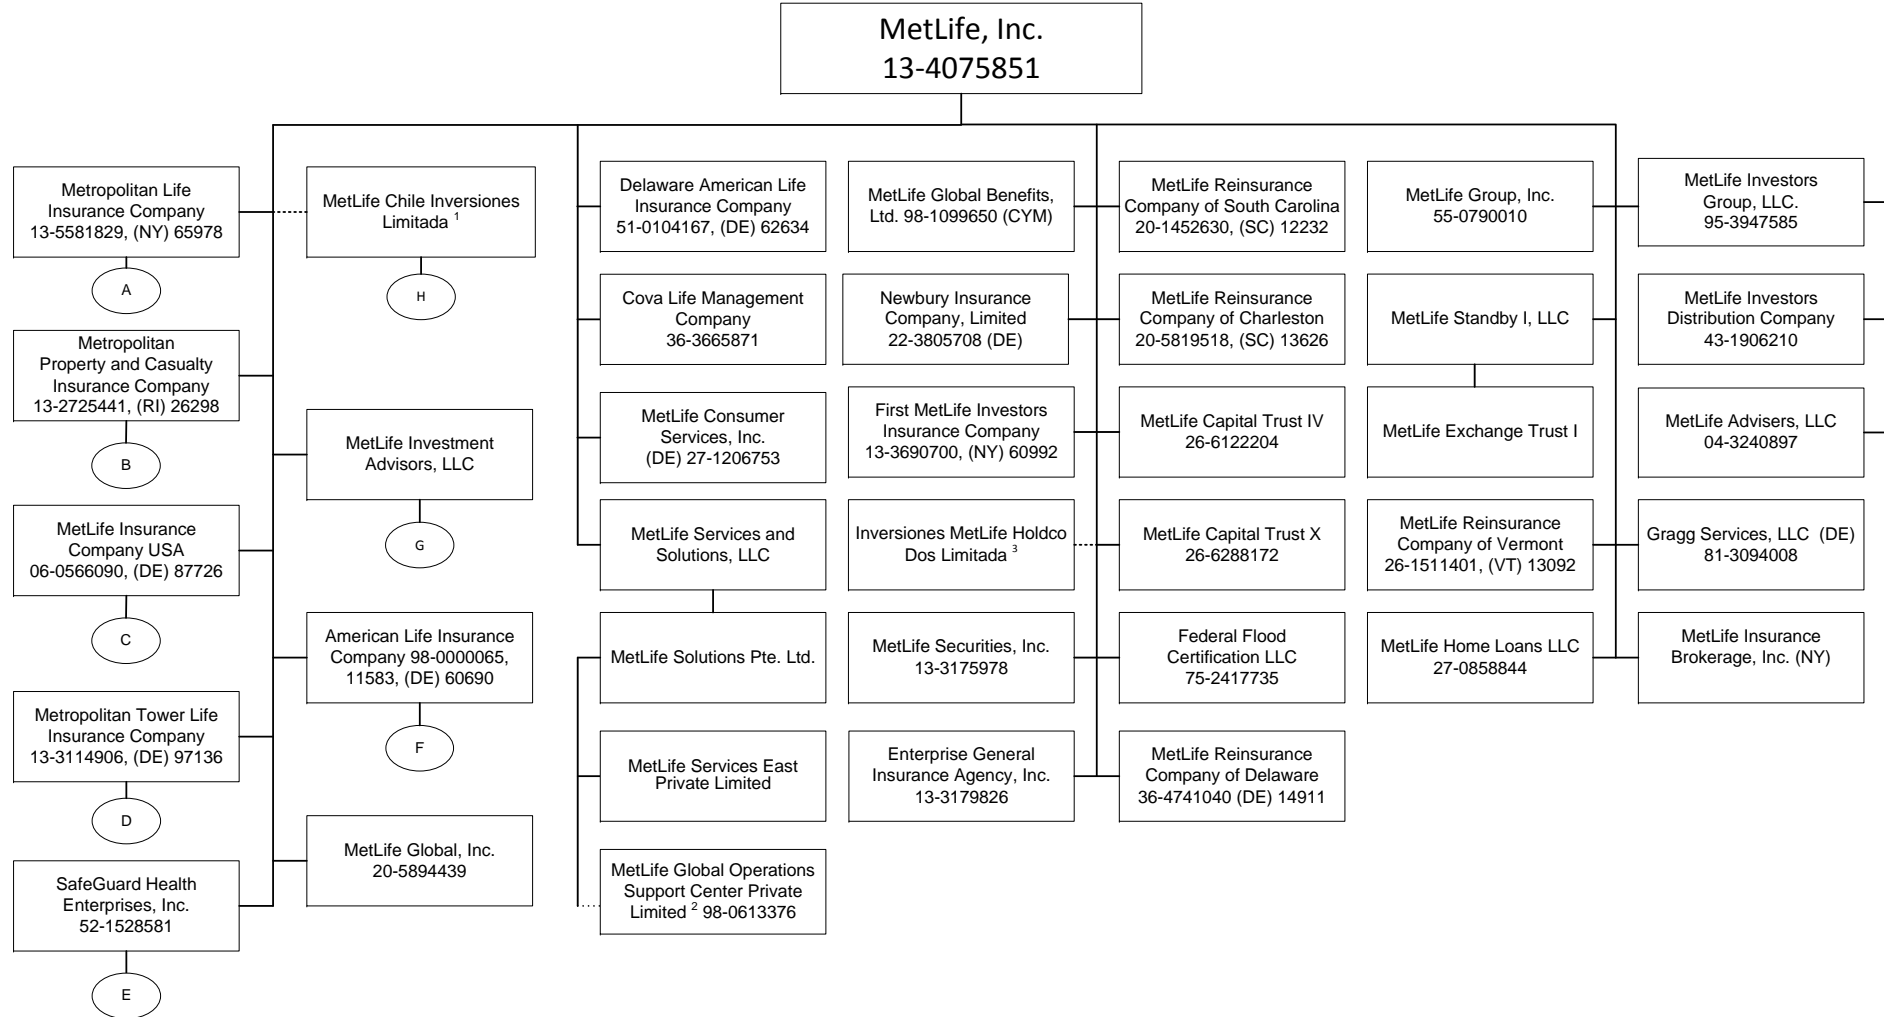 MetLife, Inc.
13-4075851
Metropolitan Life
Insurance Company
13-5581829, (NY) 65978
A
Metropolitan
Property and Casualty
Insurance Company
13-2725441, (RI) 26298
B
MetLife Insurance
Company USA
06-0566090, (DE) 87726
C
Metropolitan Tower Life
Insurance Company
13-3114906, (DE) 97136
D
SafeGuard Health
Enterprises, Inc.
52-1528581
E
MetLife Chile Inversiones
Limitada 1
H
MetLife Investment
Advisors, LLC
G
American Life Insurance
Company 98-0000065,
11583, (DE) 60690
F
MetLife Global, Inc.
20-5894439
Delaware American Life
Insurance Company
51-0104167, (DE) 62634
Cova Life Management
Company
36-3665871
MetLife Consumer
Services, Inc.
(DE) 27-1206753
MetLife Services and
Solutions, LLC
MetLife Solutions Pte. Ltd.
MetLife Services East
Private Limited
MetLife Global Operations
Support Center Private
Limited 2 98-0613376
MetLife Global Benefits,
Ltd. 98-1099650 (CYM)
Newbury Insurance
Company, Limited
22-3805708 (DE)
First MetLife Investors
Insurance Company
13-3690700, (NY) 60992
Inversiones MetLife Holdco
Dos Limitada 3
MetLife Securities, Inc.
13-3175978
Enterprise General
Insurance Agency, Inc.
13-3179826
MetLife Reinsurance
Company of South Carolina
20-1452630, (SC) 12232
MetLife Reinsurance
Company of Charleston
20-5819518, (SC) 13626
MetLife Capital Trust IV
26-6122204
MetLife Capital Trust X
26-6288172
Federal Flood
Certification LLC
75-2417735
MetLife Reinsurance
Company of Delaware
36-4741040 (DE) 14911
MetLife Group, Inc.
55-0790010
MetLife Standby I, LLC
MetLife Exchange Trust I
MetLife Reinsurance
Company of Vermont
26-1511401, (VT) 13092
MetLife Home Loans LLC
27-0858844
MetLife Investors
Group, LLC.
95-3947585
MetLife Investors
Distribution Company
43-1906210
MetLife Advisers, LLC
04-3240897
Gragg Services, LLC (DE)
81-3094008
MetLife Insurance
Brokerage, Inc. (NY)